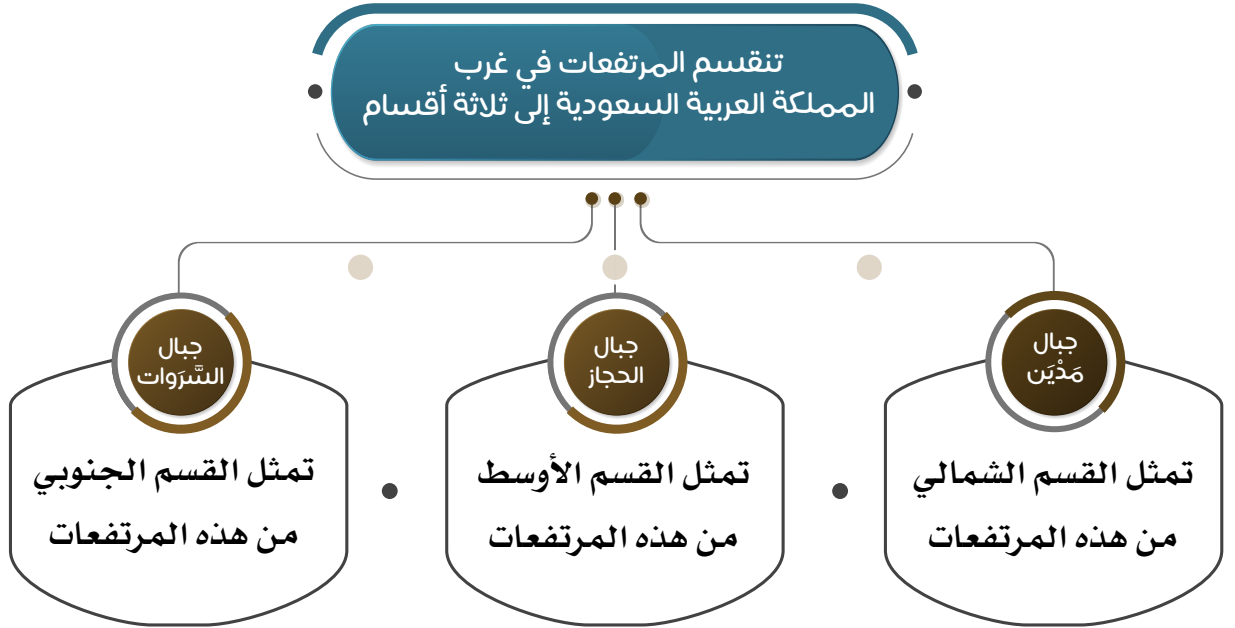 تنقسم المرتفعات في غرب
المملكة العربية السعودية إلى ثلاثة أقسام
جبال
مَدْيَن
تمثل القسم الشمالي
من هذه المرتفعات
جبال
الحجاز
تمثل القسم الأوسط
من هذه المرتفعات
جبال
السَّرَوات
تمثل القسم الجنوبي
من هذه المرتفعات